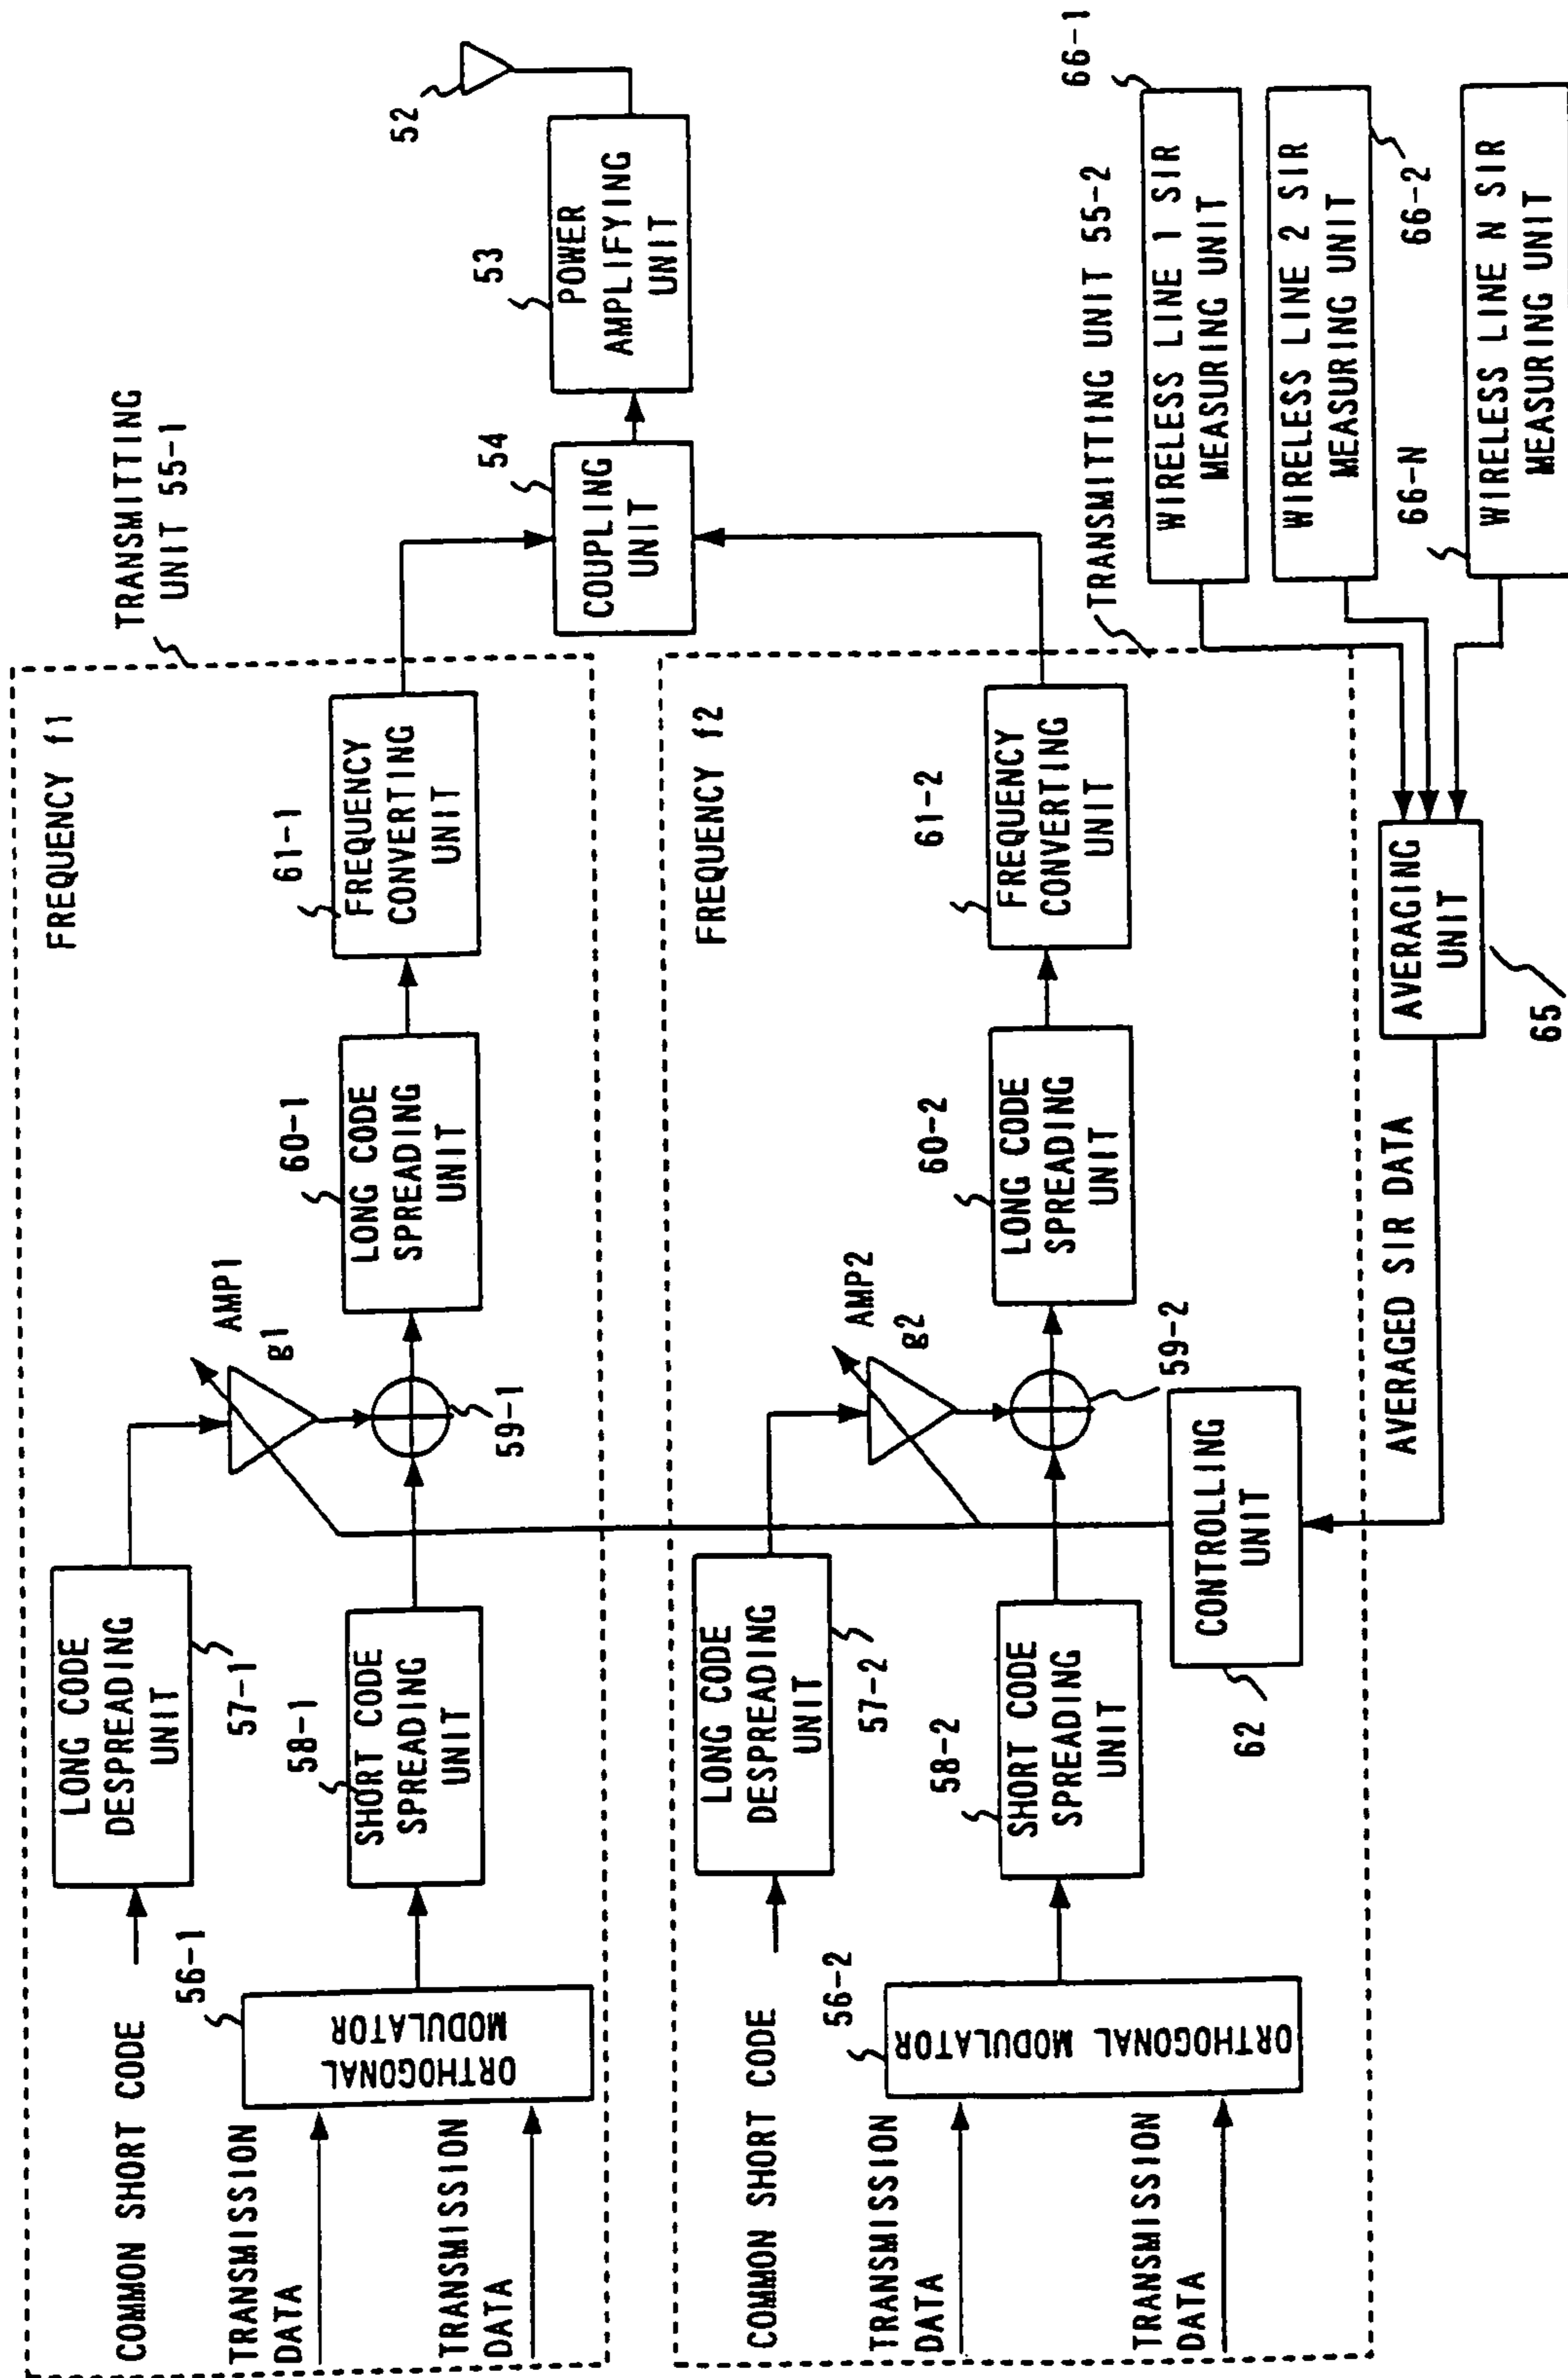 TRANSMITTING
UNIT 55-1
FREQUENCY f1
COMMON SHORT CODE
LONG CODE
DESPREADING
UNIT
57-1
AMP1
g1
TRANSMISSION
DATA
TRANSMISSION
DATA
56-1
ORTHOGONAL
MODULATOR
58-1
SHORT CODE
SPREADING
UNIT
59-1
60-1
LONG CODE
SPREADING
UNIT
61-1
FREQUENCY
CONVERTING
UNIT
54
COUPLING
UNIT
53
POWER
AMPLIFYING
UNIT
52
FREQUENCY f2
COMMON SHORT CODE
LONG CODE
DESPREADING
UNIT
57-2
AMP2
g2
TRANSMISSION
DATA
TRANSMISSION
DATA
56-2
ORTHOGONAL MODULATOR
58-2
SHORT CODE
SPREADING
UNIT
59-2
60-2
LONG CODE
SPREADING
UNIT
61-2
FREQUENCY
CONVERTING
UNIT
TRANSMITTING UNIT 55-2
CONTROLLING
UNIT
62
AVERAGED SIR DATA
AVERAGING
UNIT
65
66-1
WIRELESS LINE 1 SIR
MEASURING UNIT
WIRELESS LINE 2 SIR
MEASURING UNIT
66-2
66-N
WIRELESS LINE N SIR
MEASURING UNIT